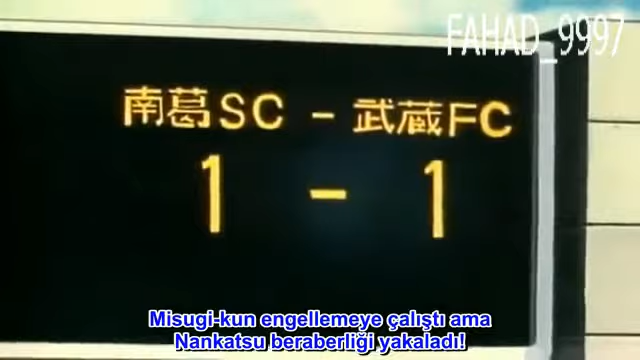 FAHAD_9997
南葛SC - 武蔵FC
1 - 1
Misugi-kun engellemeye çalıştı ama
Nankatsu beraberliği yakaladı!